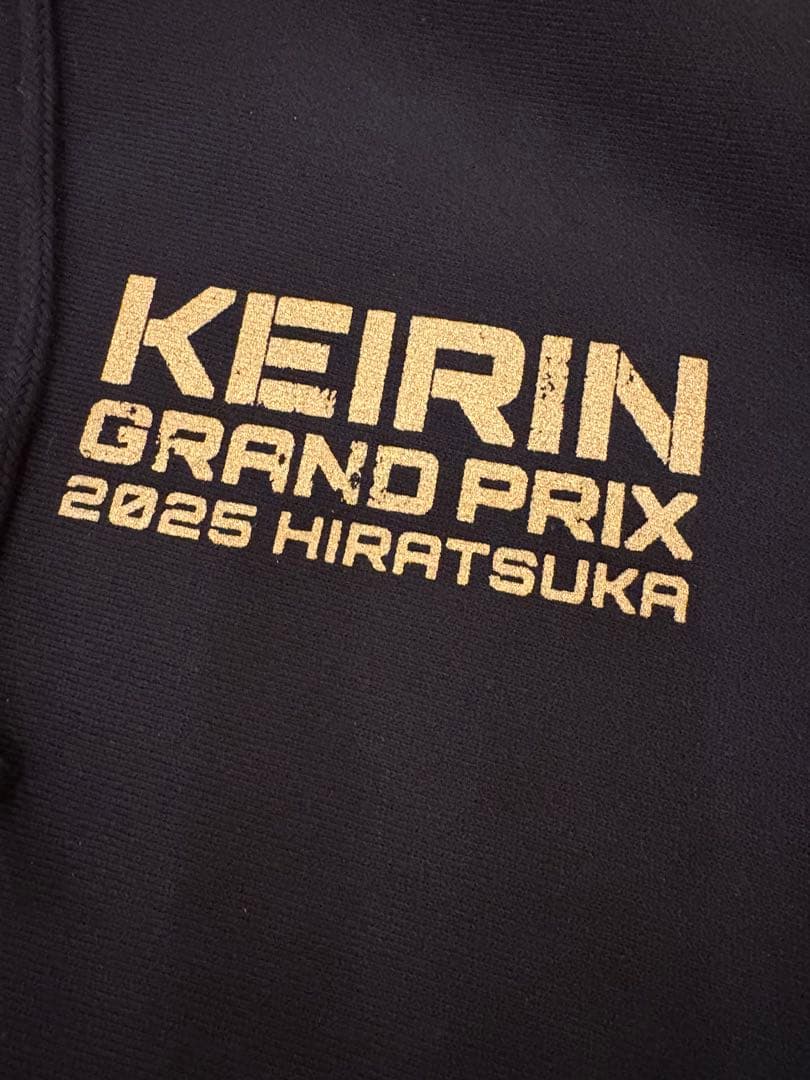 KEIRIN
GRAND PRIX
2025 HIRATSUKA